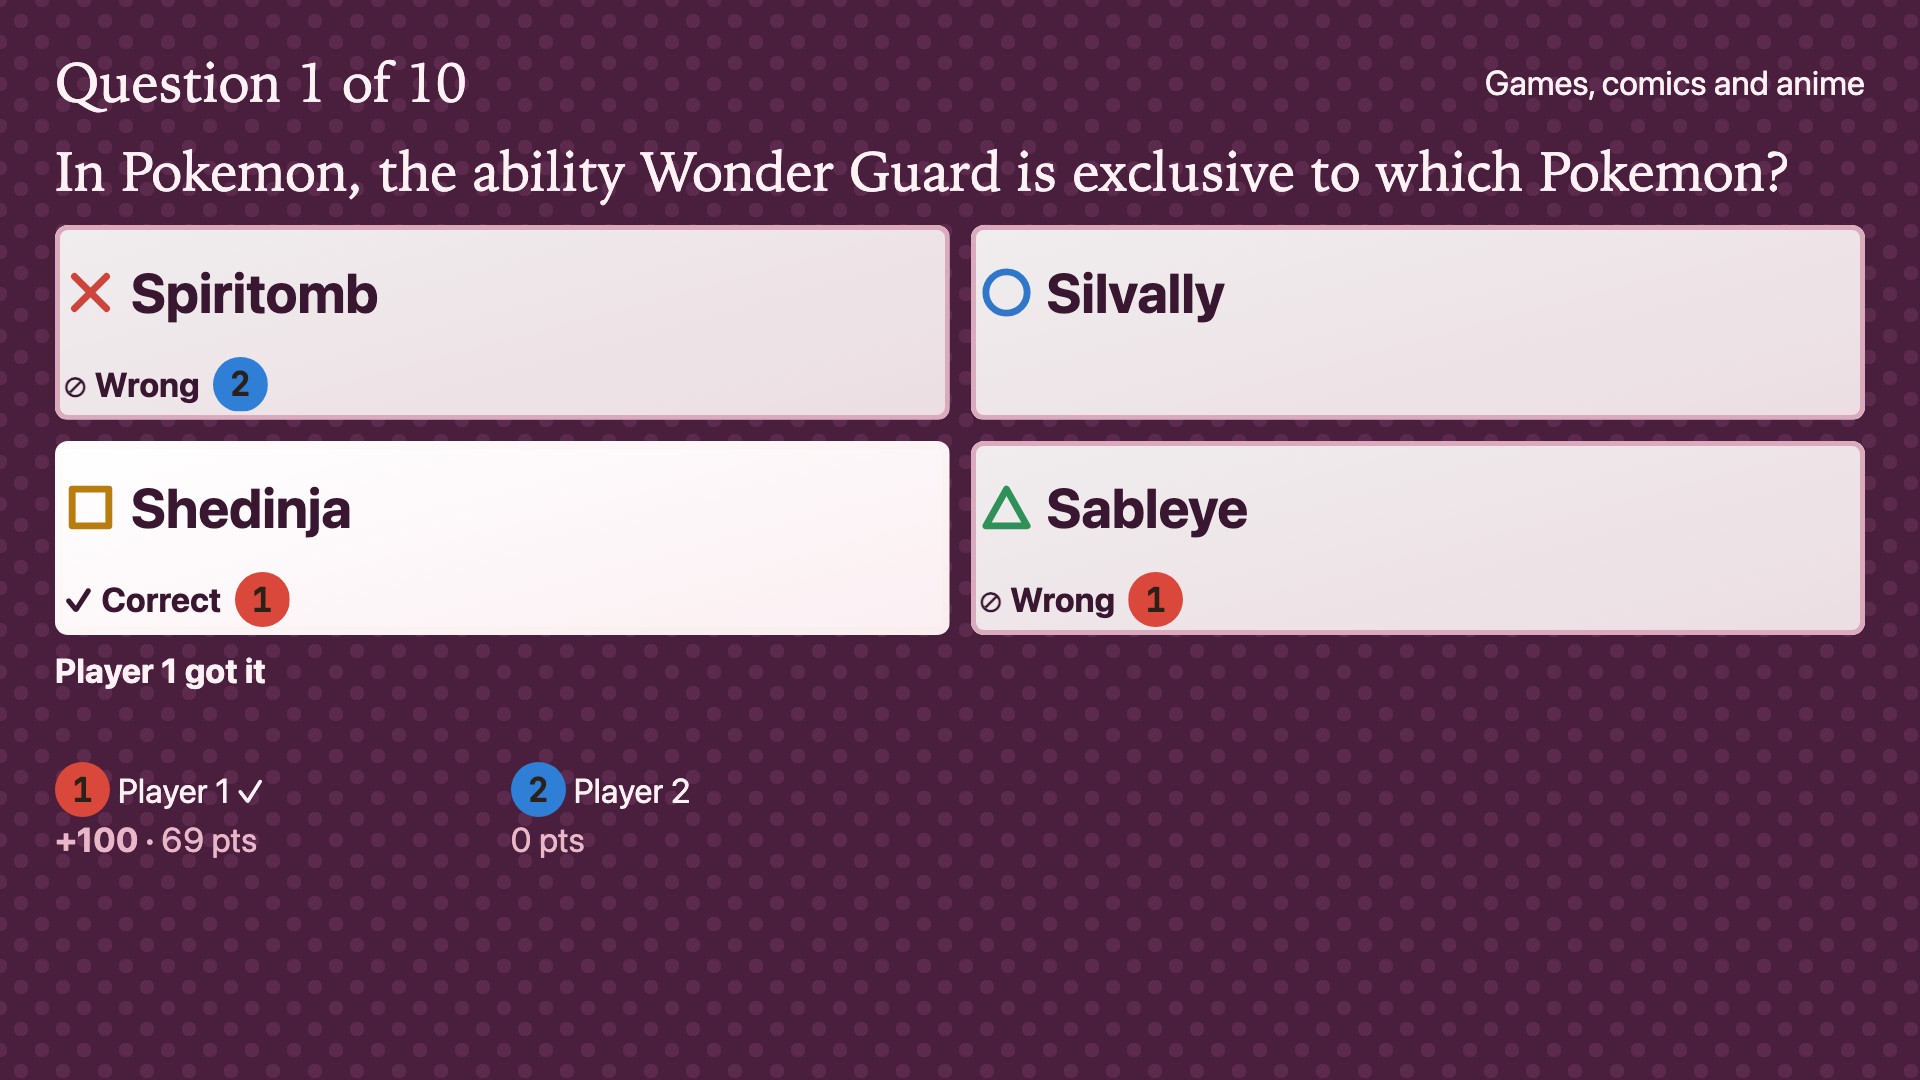 Question 1 of 10
Games, comics and anime
In Pokemon, the ability Wonder Guard is exclusive to which Pokemon?
Spiritomb
Wrong 2
Silvally
Shedinja
✓ Correct 1
Sableye
Wrong 1
Player 1 got it
1 Player 1 ✓
+100 · 69 pts
2 Player 2
0 pts